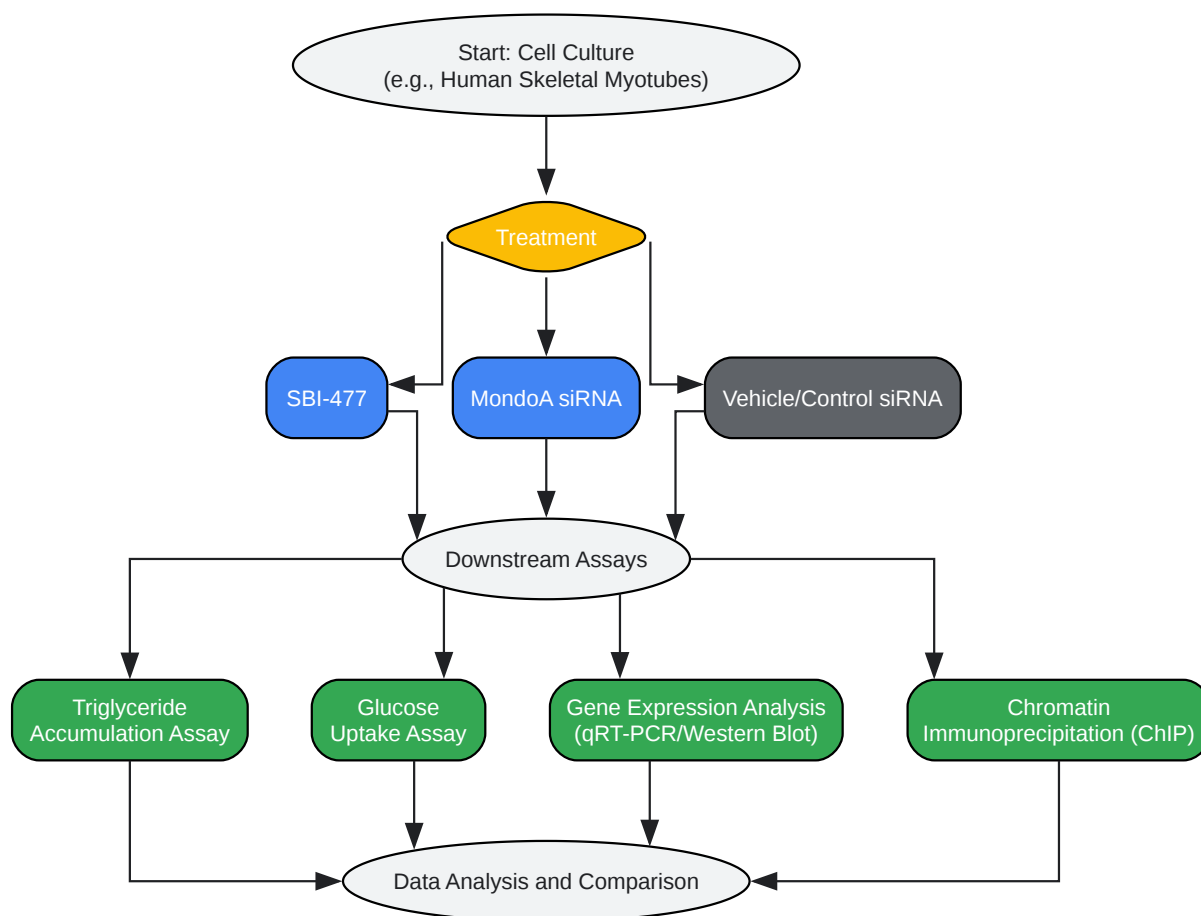 Start: Cell Culture
(e.g., Human Skeletal Myotubes)
Treatment
SBI-477
MondoA siRNA
Vehicle/Control siRNA
Downstream Assays
Triglyceride
Accumulation Assay
Glucose
Uptake Assay
Gene Expression Analysis
(qRT-PCR/Western Blot)
Chromatin
Immunoprecipitation (ChIP)
Data Analysis and Comparison